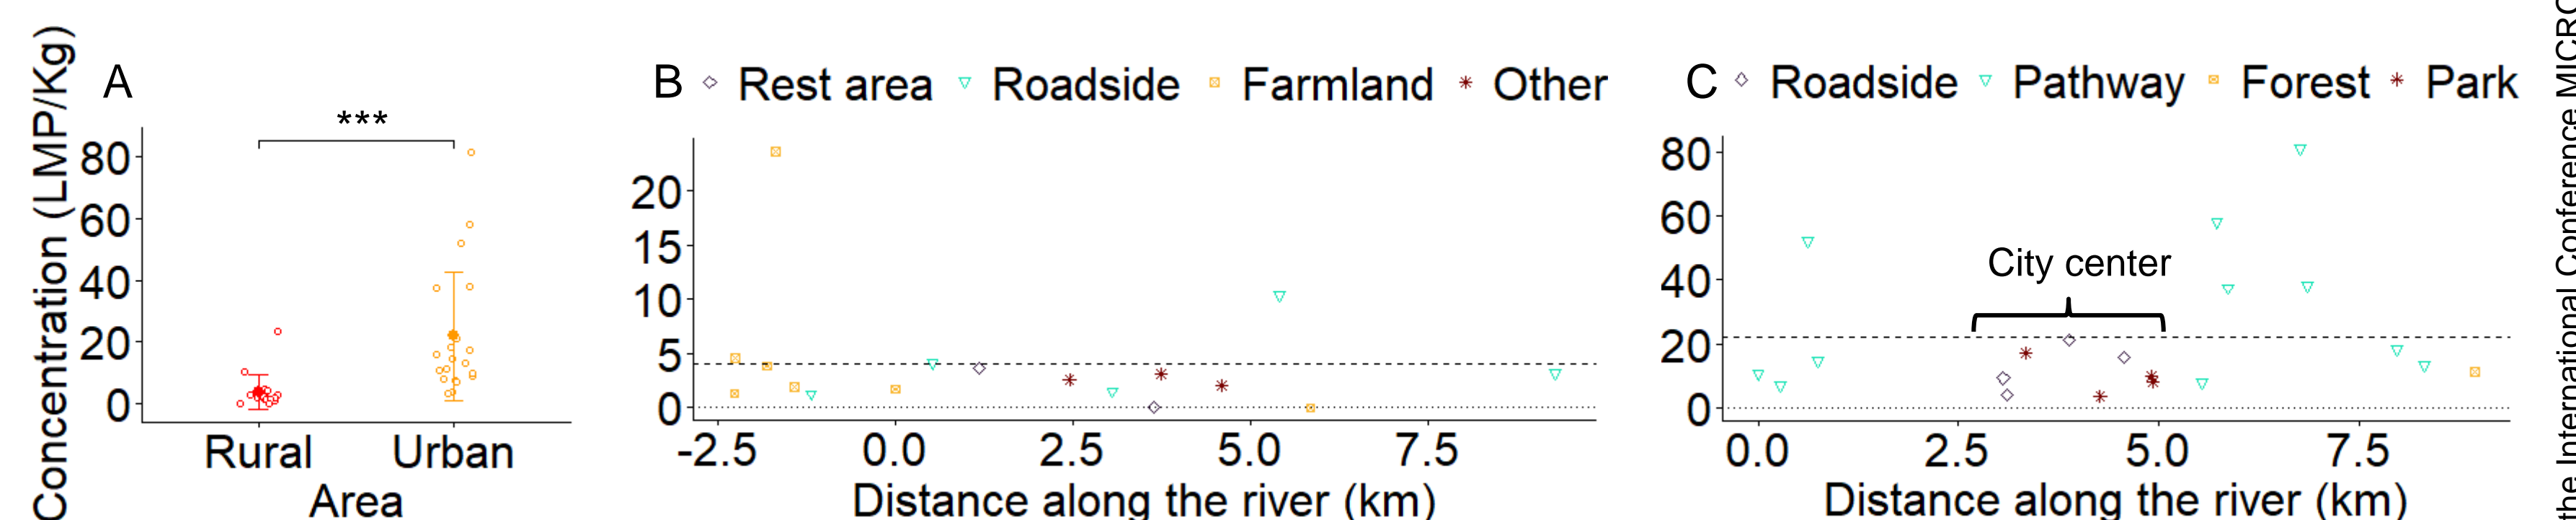 Concentration (LMP/Kg)
A
***
80
60
40
20
0
Rural Urban
Area
B Rest area Roadside Farmland Other
20
15
10
5
0
-2.5 0.0 2.5 5.0 7.5
Distance along the river (km)
C Roadside Pathway Forest Park
80
60
40
20
0
City center
0.0 2.5 5.0 7.5
Distance along the river (km)
the International Conference